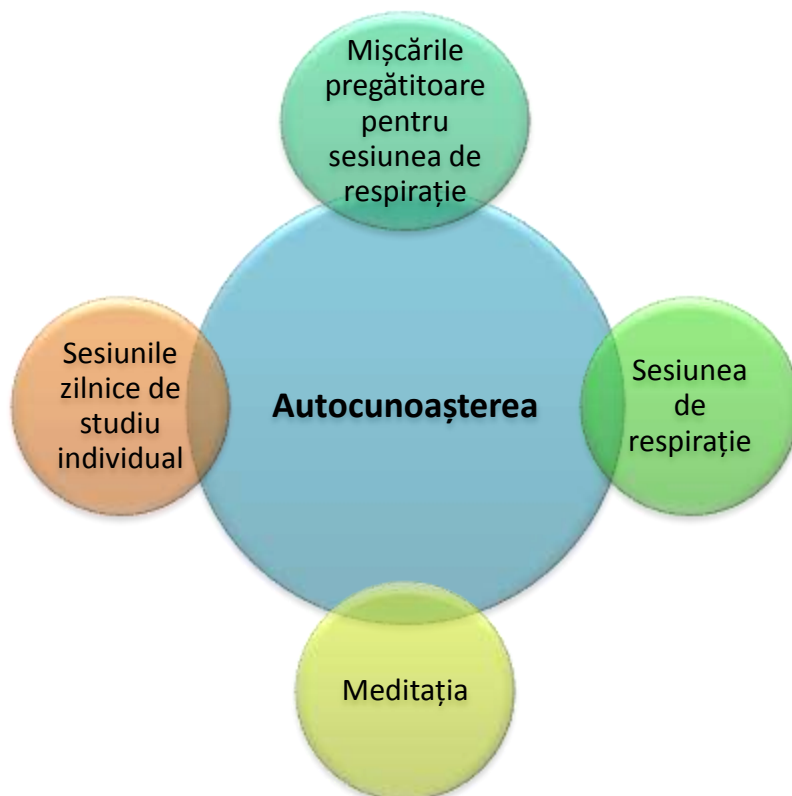 Mișcările
pregătitoare
pentru
sesiunea de
respirație
Sesiunile
zilnice de
studiu
individual
Autocunoașterea
Sesiunea
de
respirație
Meditația